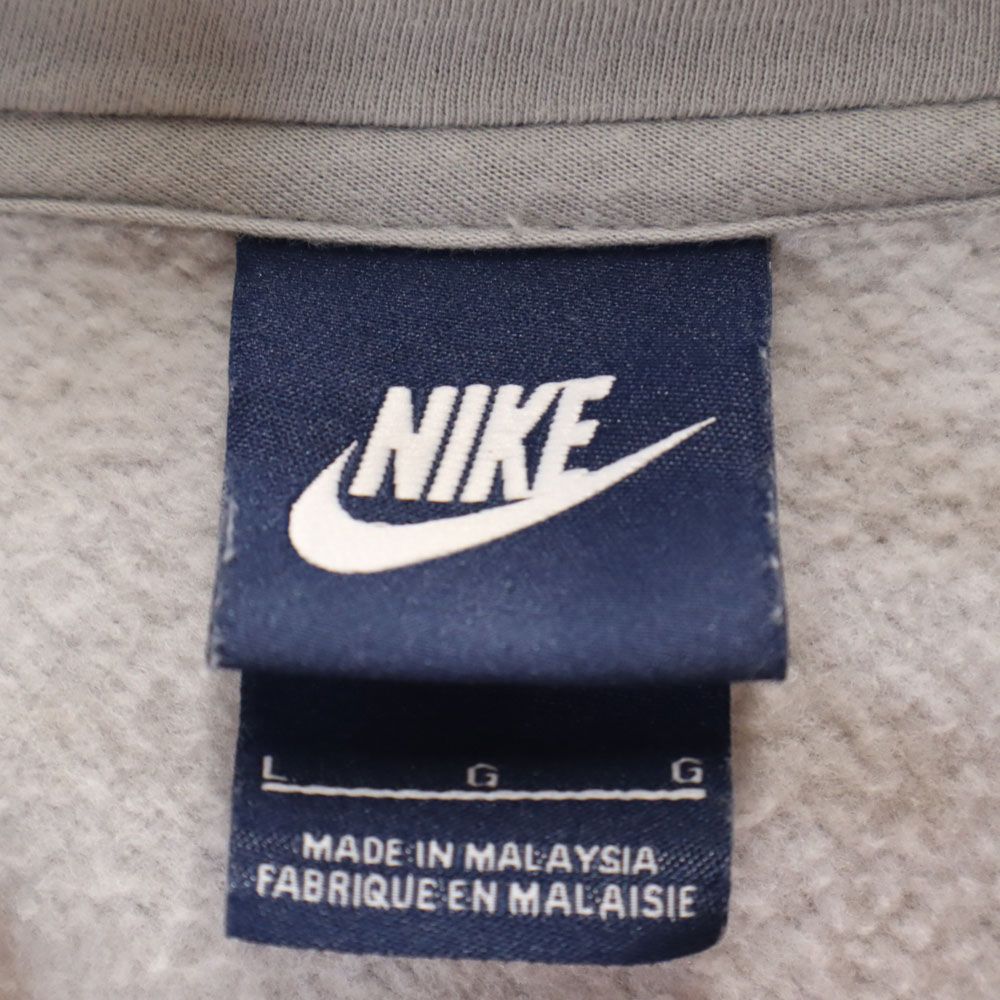 NIKE
L G G
MADE IN MALAYSIA
FABRIQUE EN MALAISIE